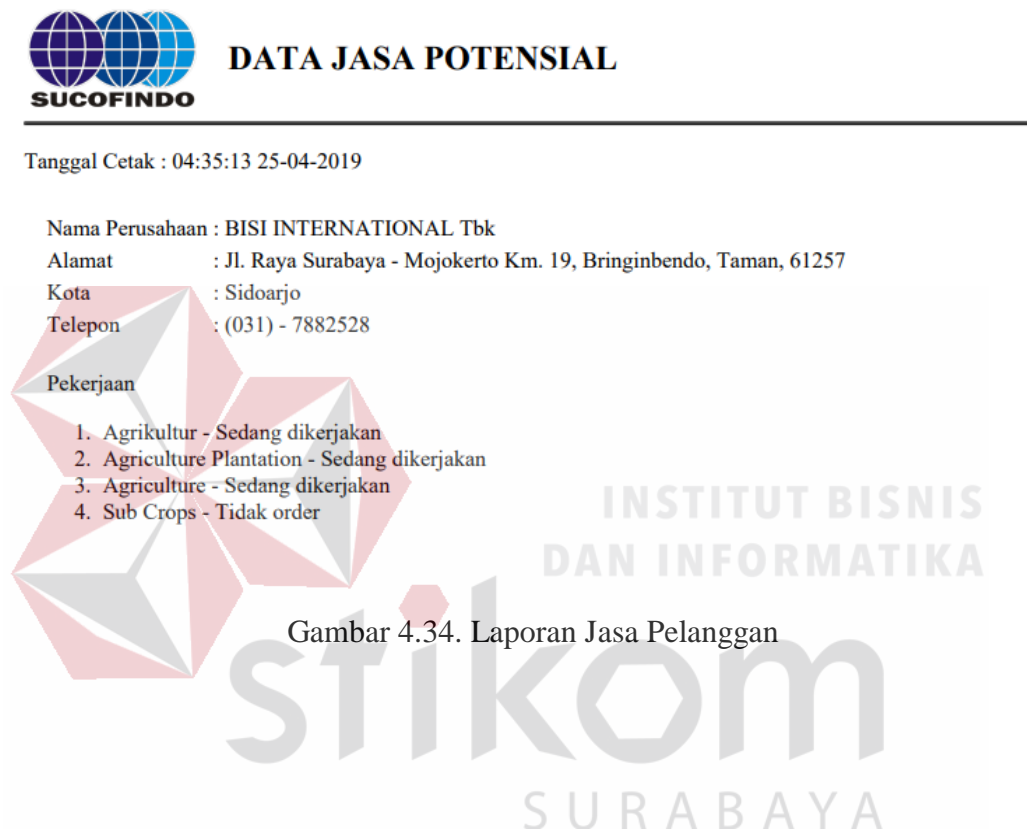 SUCOFINDO
DATA JASA POTENSIAL
Tanggal Cetak : 04:35:13 25-04-2019
Nama Perusahaan : BISI INTERNATIONAL Tbk
Alamat : Jl. Raya Surabaya - Mojokerto Km. 19, Bringinbendo, Taman, 61257
Kota : Sidoarjo
Telepon : (031) - 7882528
Pekerjaan
1. Agrikultur - Sedang dikerjakan
2. Agriculture Plantation - Sedang dikerjakan
3. Agriculture - Sedang dikerjakan
4. Sub Crops - Tidak order
INSTITUT BISNIS
DAN INFORMATIKA
Gambar 4.34. Laporan Jasa Pelanggan
stikom
SURABAYA